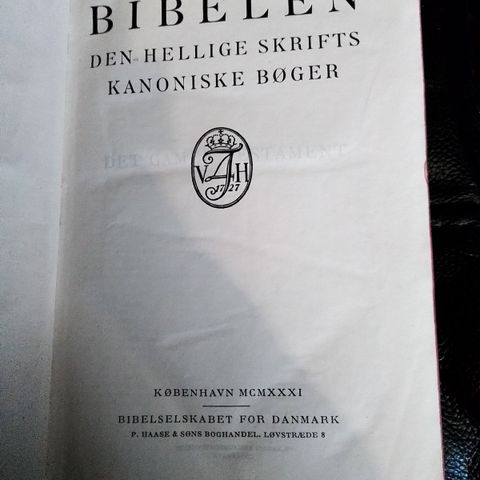 BIBELEN
DEN HELLIGE SKRIFTS
KANONISKE BØGER
DET GAMLE TESTAMENT
VAH
1727
KØBENHAVN MCMXXXI
BIBELSELSKABET FOR DANMARK
P. HAASE & SØNS BOGHANDEL. LØVSTRÆDE 8